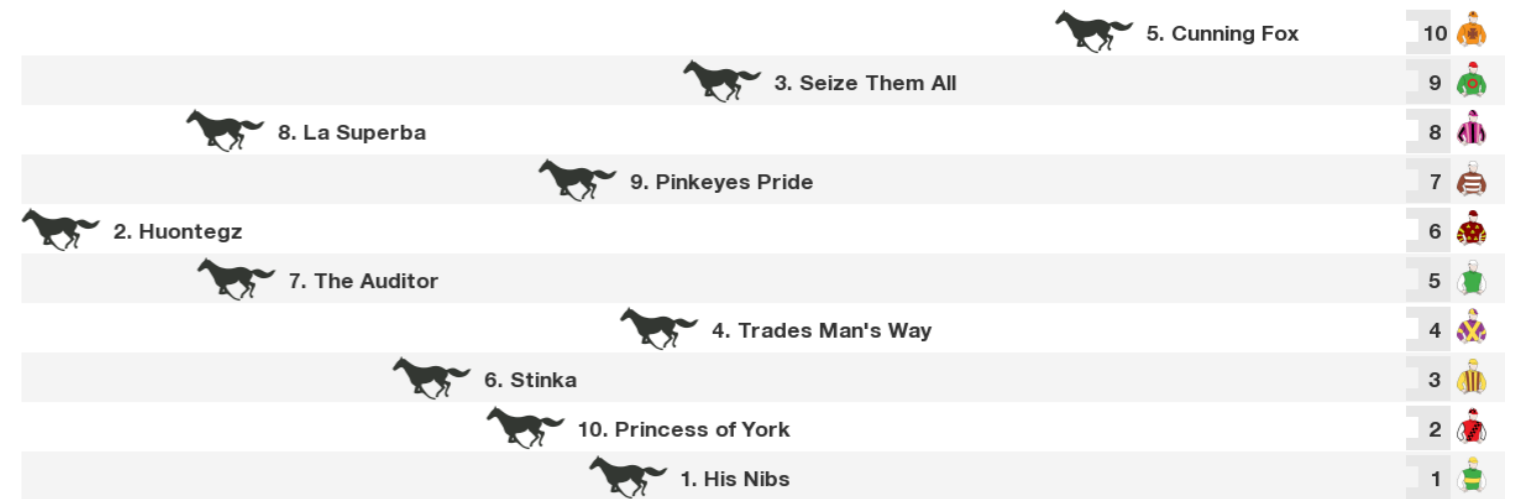 5. Cunning Fox 10
3. Seize Them All 9
8. La Superba 8
9. Pinkeyes Pride 7
2. Huontegz 6
7. The Auditor 5
4. Trades Man's Way 4
6. Stinka 3
10. Princess of York 2
1. His Nibs 1